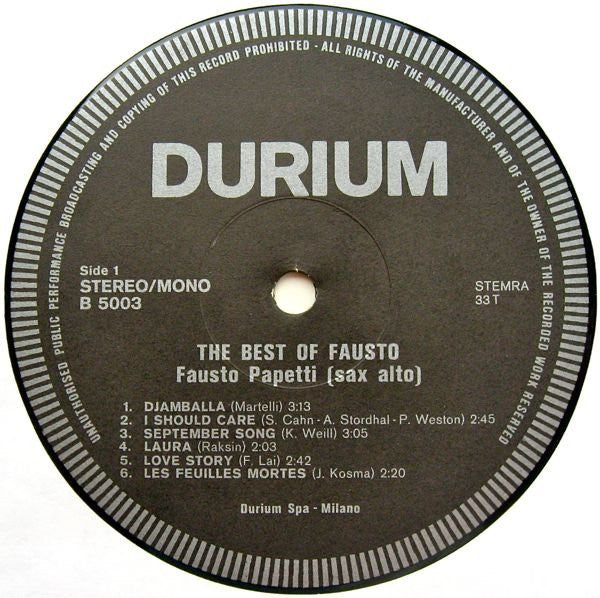 UNAUTHORISED PUBLIC PERFORMANCE BROADCASTING AND COPYING OF THIS RECORD PROHIBITED - ALL RIGHTS OF THE MANUFACTURER AND OF THE OWNER OF THE RECORDED WORK RESERVED
DURIUM
Side 1
STEREO/MONO
B 5003
STEMRA
33 T
THE BEST OF FAUSTO
Fausto Papetti (sax alto)
1. DJAMBALLA (Martelli) 3:13
2. I SHOULD CARE (S. Cahn - A. Stordhal - P. Weston) 2:45
3. SEPTEMBER SONG (K. Weill) 3:05
4. LAURA (Raksin) 2:03
5. LOVE STORY (F. Lai) 2:42
6. LES FEUILLES MORTES (J. Kosma) 2:20
Durium Spa - Milano